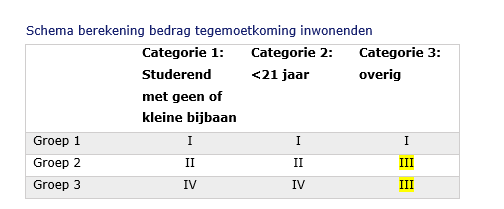 Schema berekening bedrag tegemoetkoming inwonenden
Categorie 1: Categorie 2: Categorie 3:
Studerend <21 jaar overig
met geen of
kleine bijbaan
Groep 1 I I I
Groep 2 II II III
Groep 3 IV IV III